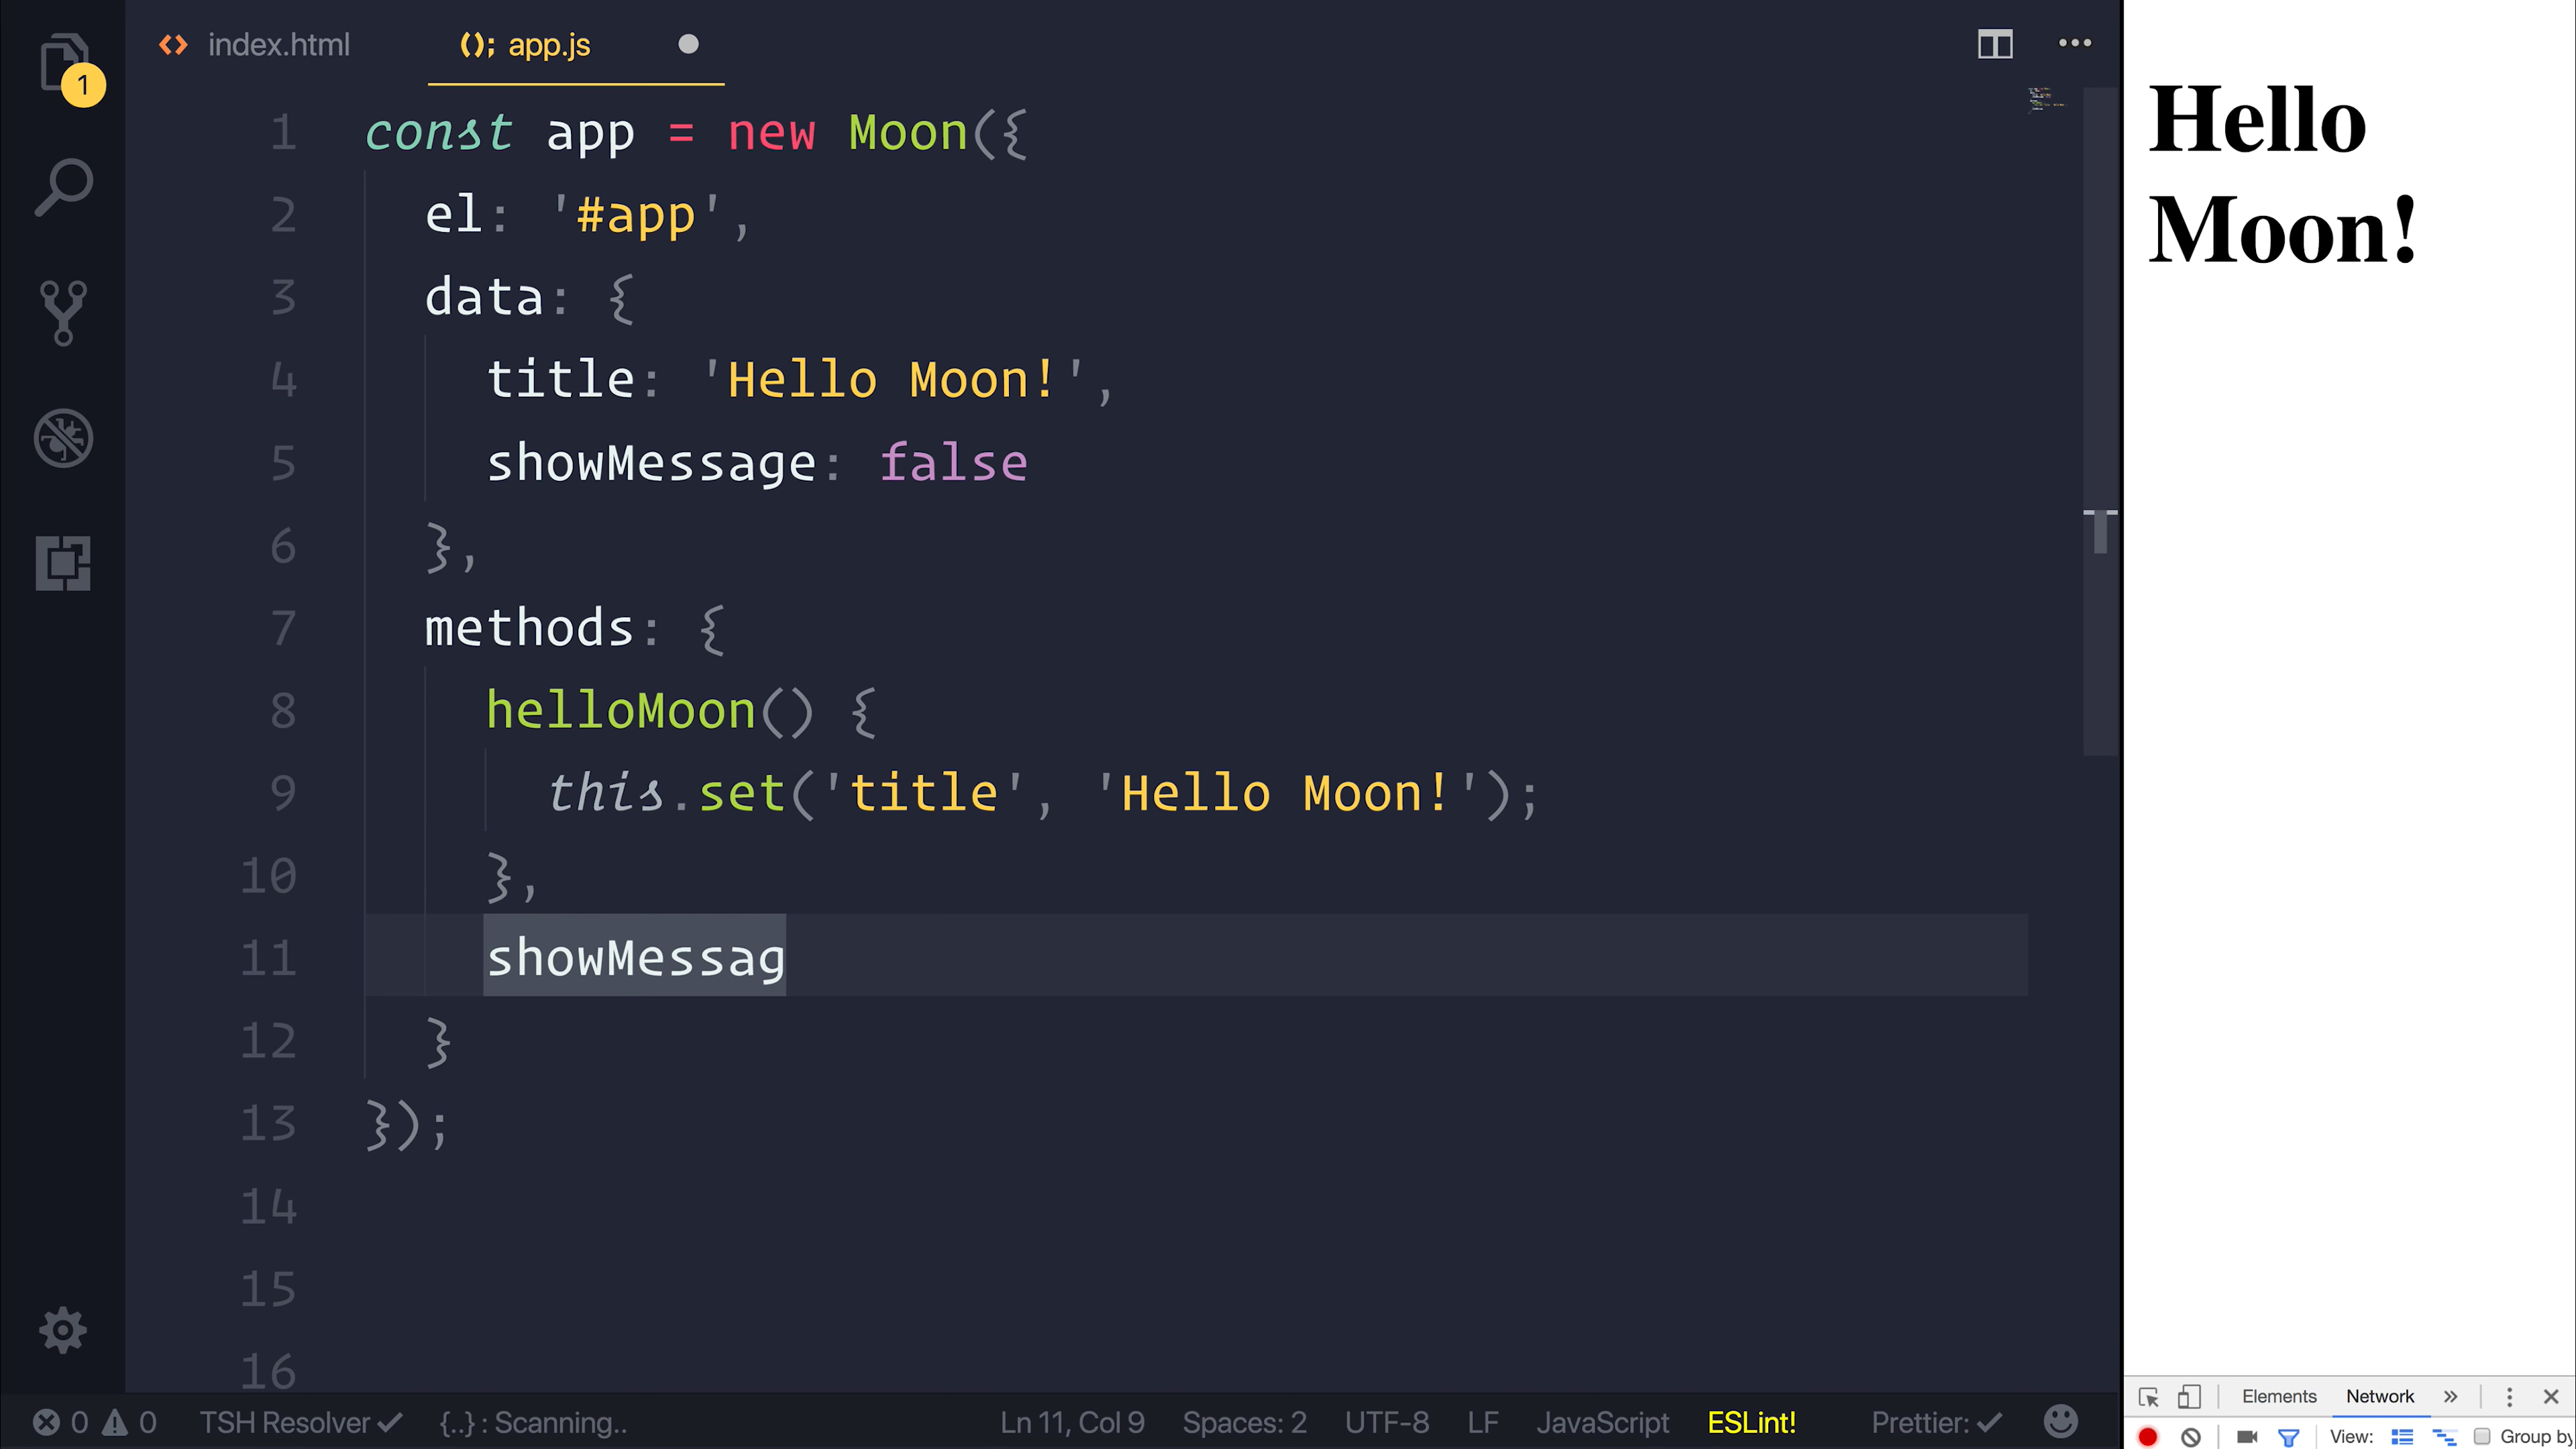 index.html
(); app.js
1
1 const app = new Moon({
2 el: '#app',
3 data: {
4 title: 'Hello Moon!',
5 showMessage: false
6 },
7 methods: {
8 helloMoon() {
9 this.set('title', 'Hello Moon!');
10 },
11 showMessag
12 }
13 });
14
15
16
0 0 TSH Resolver {..} : Scanning.. Ln 11, Col 9 Spaces: 2 UTF-8 LF JavaScript ESLint! Prettier:
Hello
Moon!
Elements Network »
View: Group by